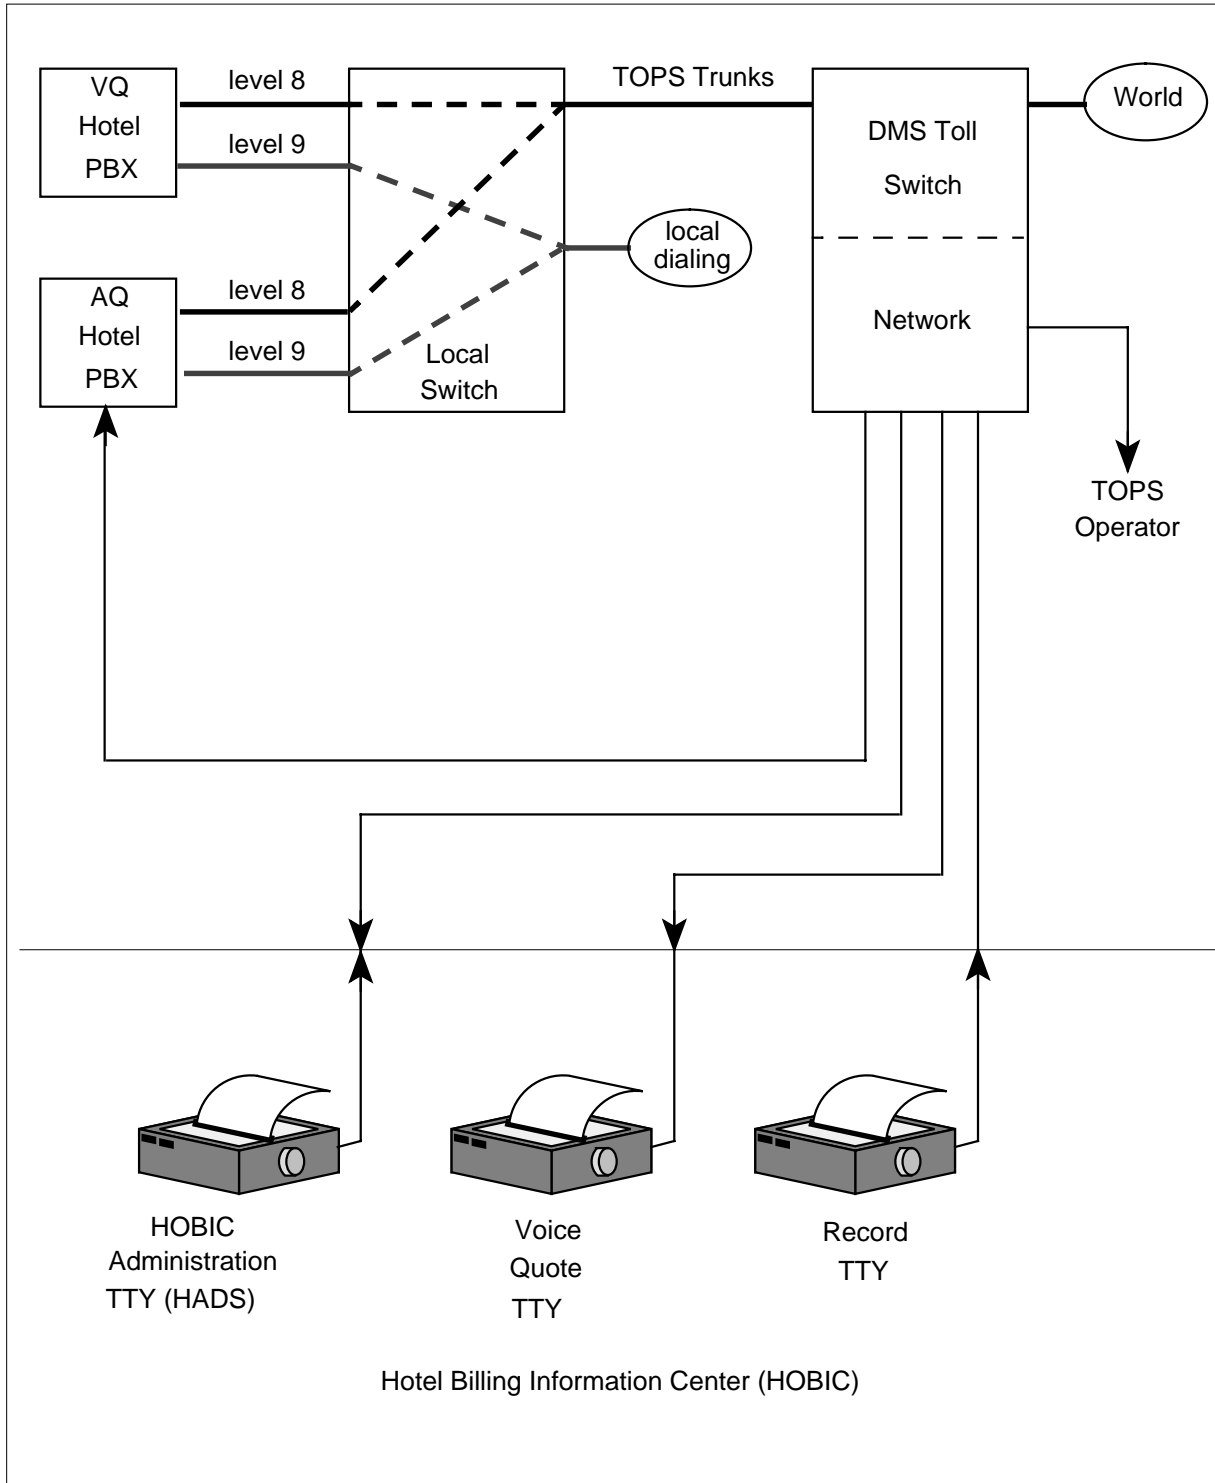 VQ
Hotel
PBX
level 8
level 9
TOPS Trunks
DMS Toll
Switch
World
local
dialing
AQ
Hotel
PBX
level 8
level 9
Local
Switch
Network
TOPS
Operator
HOBIC
Administration
TTY (HADS)
Voice
Quote
TTY
Record
TTY
Hotel Billing Information Center (HOBIC)